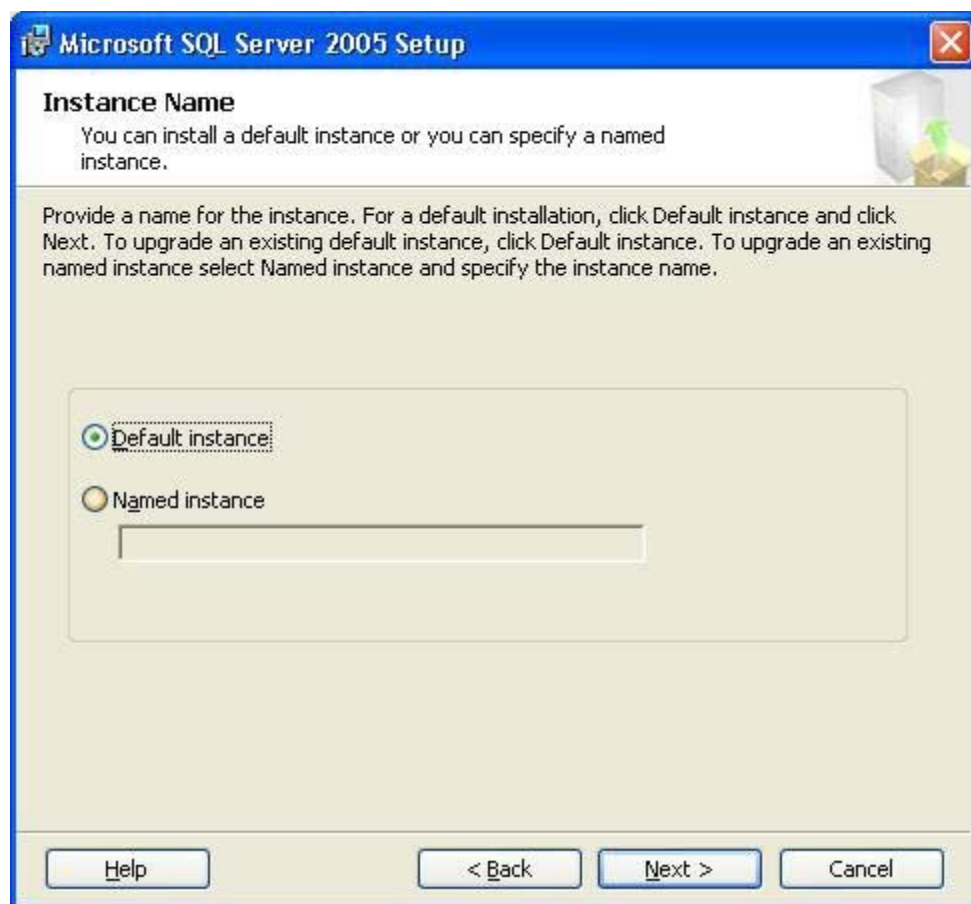 Microsoft SQL Server 2005 Setup
Instance Name
You can install a default instance or you can specify a named
instance.
Provide a name for the instance. For a default installation, click Default instance and click
Next. To upgrade an existing default instance, click Default instance. To upgrade an existing
named instance select Named instance and specify the instance name.
Default instance
Named instance
Help
< Back
Next >
Cancel